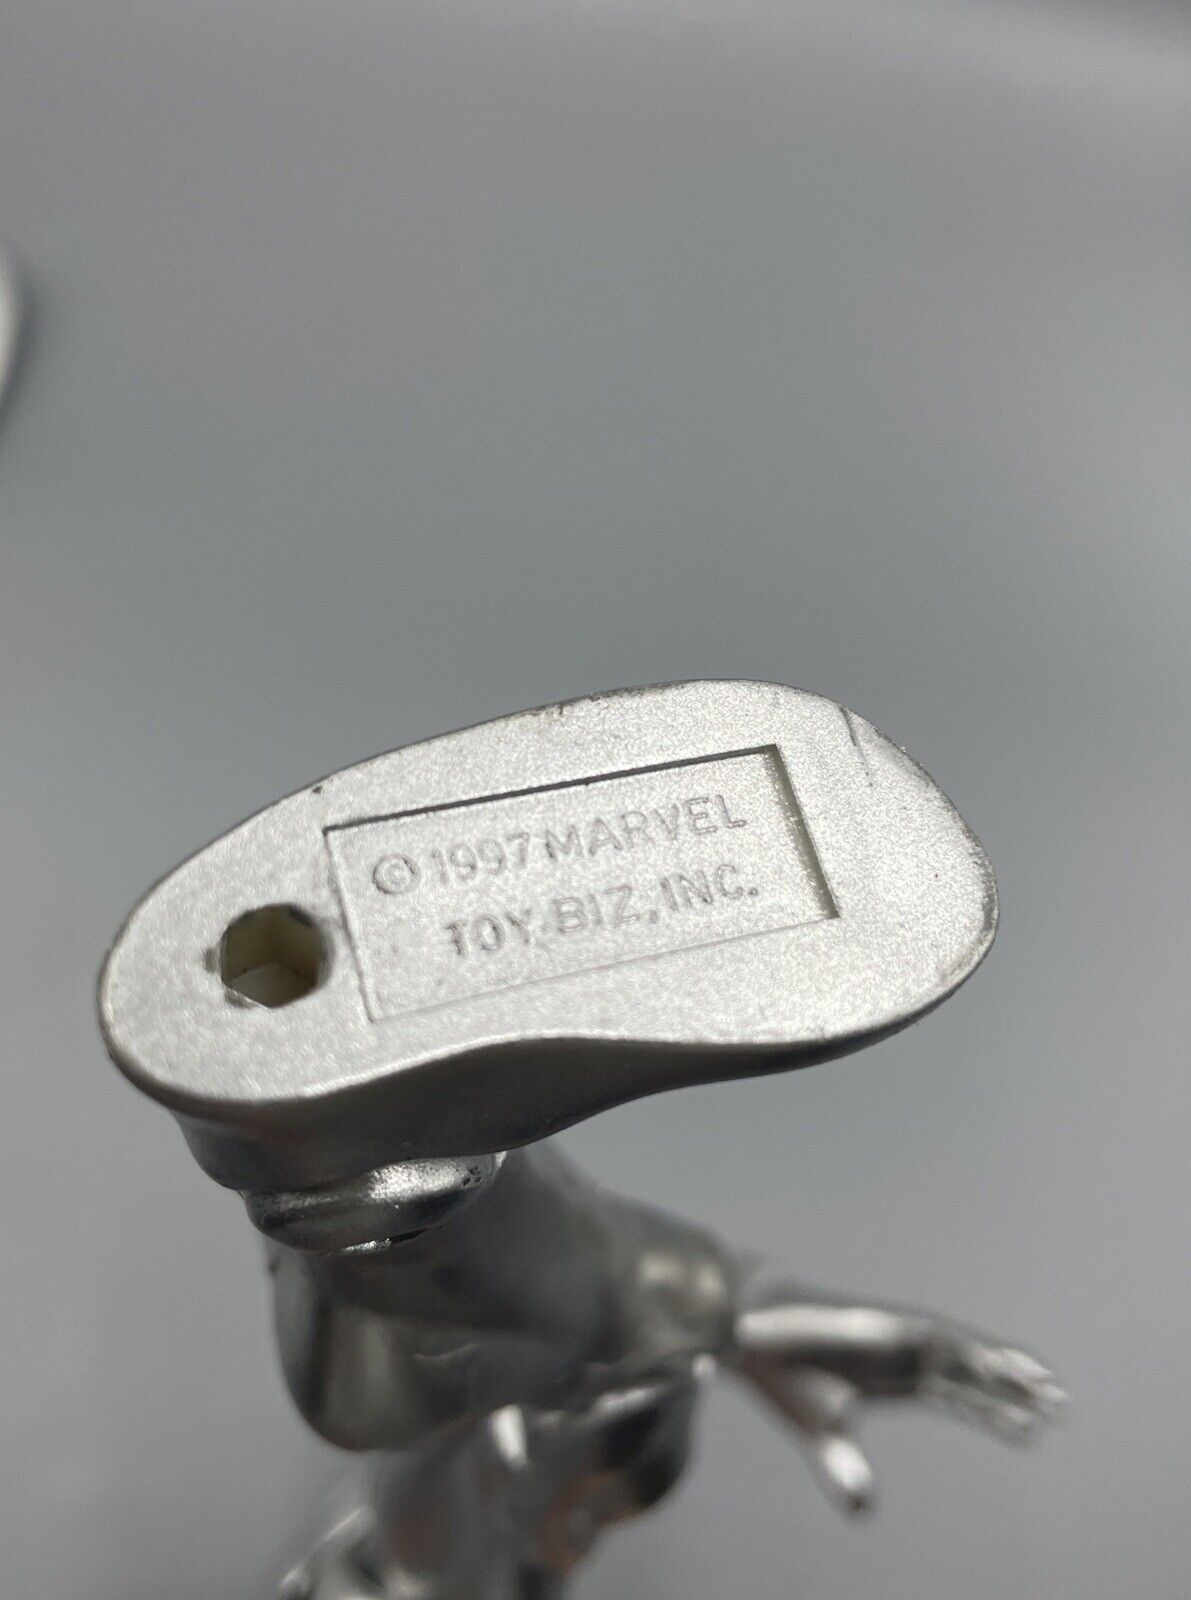 © 1997 MARVEL
TOY BIZ, INC.